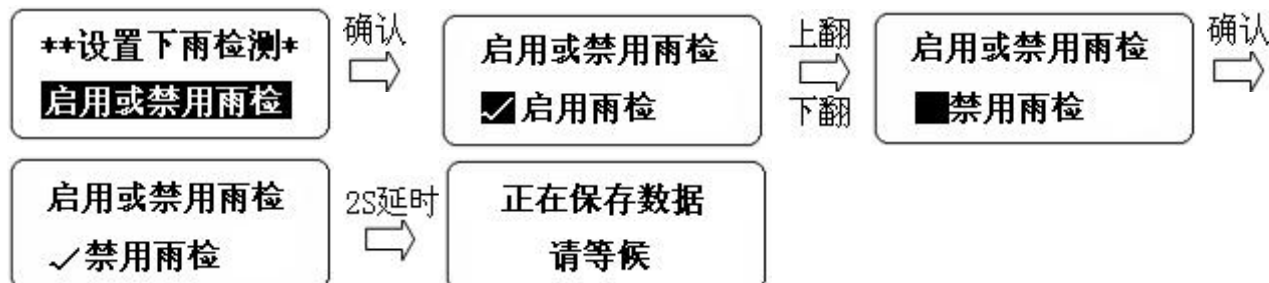 **设置下雨检测*
启用或禁用雨检
确认
启用或禁用雨检
启用雨检
上翻
下翻
启用或禁用雨检
禁用雨检
确认
启用或禁用雨检
禁用雨检
2S延时
正在保存数据
请等候